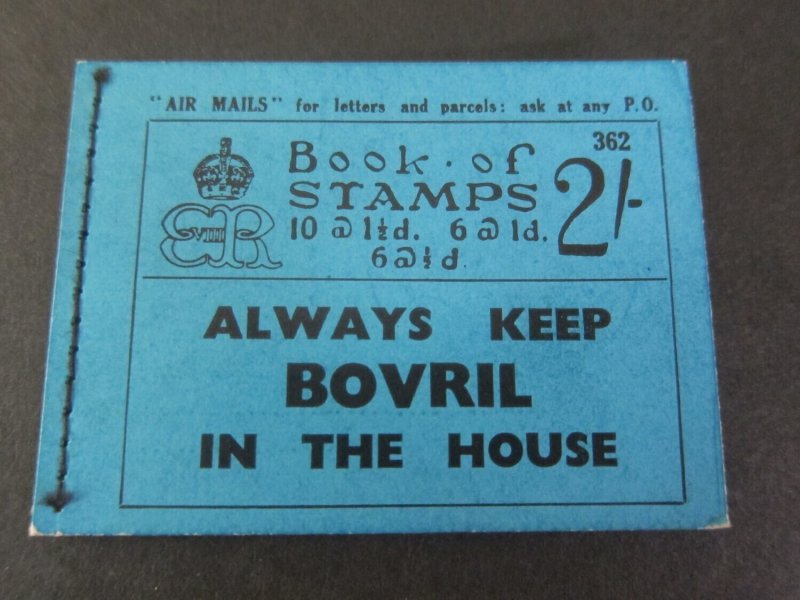 "AIR MAILS" for letters and parcels: ask at any P.O.
362
Book · of
STAMPS
2/-
EVIIIR
10 @ 1½d. 6 @ 1d.
6 @ ½d
ALWAYS KEEP
BOVRIL
IN THE HOUSE